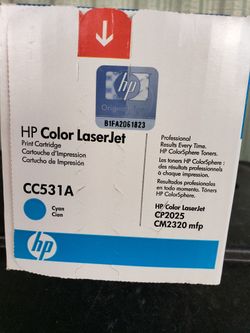 hp
Original HP
B1FA2061823
HP Color LaserJet
Print Cartridge
Cartouche d'Impression
Cartucho de Impresión
CC531A
Cyan
Cian
hp
Professional
Results Every Time.
HP ColorSphere Toners.
Les toners HP ColorSphere :
des résultats professionnels
à chaque impression.
Resultados profesionales
en todo momento. Tóners
HP ColorSphere.
HP Color LaserJet
CP2025
CM2320 mfp